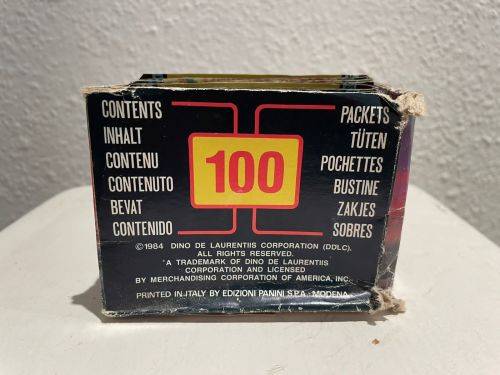 CONTENTS
INHALT
CONTENU
CONTENUTO
BEVAT
CONTENIDO
100
PACKETS
TÜTEN
POCHETTES
BUSTINE
ZAKJES
SOBRES
©1984 DINO DE LAURENTIIS CORPORATION (DDLC).
ALL RIGHTS RESERVED.
*A TRADEMARK OF DINO DE LAURENTIIS
CORPORATION AND LICENSED
BY MERCHANDISING CORPORATION OF AMERICA, INC.
PRINTED IN ITALY BY EDIZIONI PANINI S.P.A. - MODENA